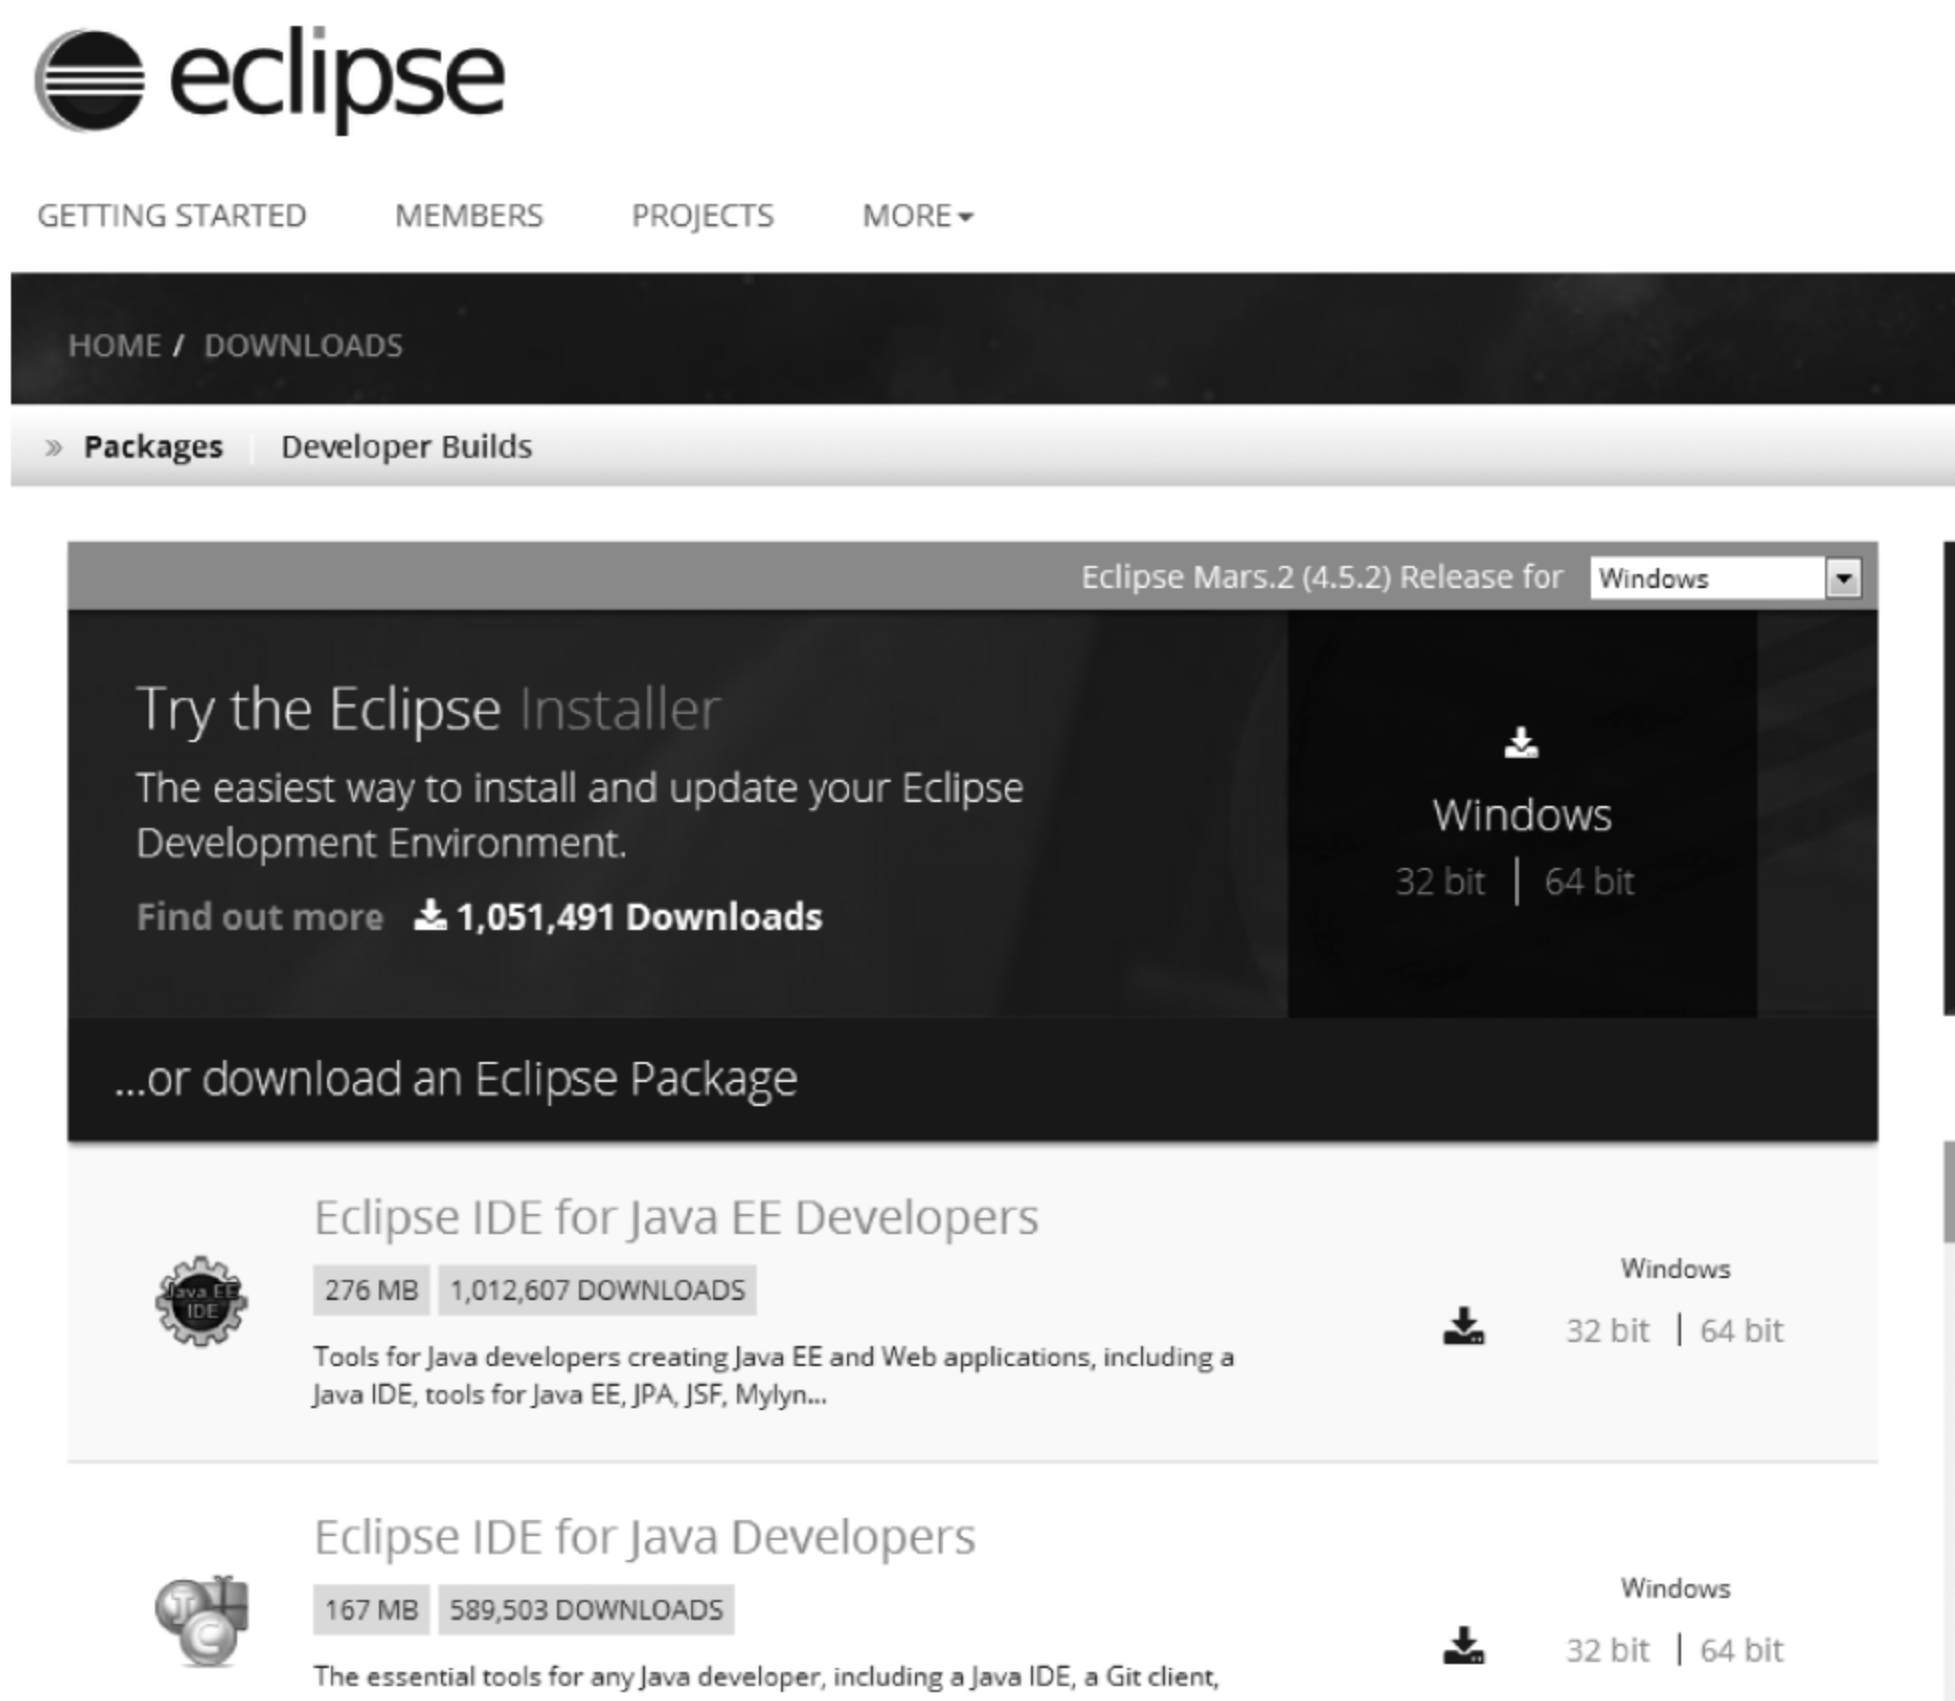 eclipse
GETTING STARTED MEMBERS PROJECTS MORE
HOME / DOWNLOADS
» Packages Developer Builds
Eclipse Mars.2 (4.5.2) Release for Windows
Try the Eclipse Installer
The easiest way to install and update your Eclipse
Development Environment.
Find out more 1,051,491 Downloads
Windows
32 bit | 64 bit
...or download an Eclipse Package
Eclipse IDE for Java EE Developers
276 MB 1,012,607 DOWNLOADS
Java EE
IDE
Tools for Java developers creating Java EE and Web applications, including a
Java IDE, tools for Java EE, JPA, JSF, Mylyn...
Windows
32 bit | 64 bit
Eclipse IDE for Java Developers
167 MB 589,503 DOWNLOADS
J
C
The essential tools for any Java developer, including a Java IDE, a Git client,
Windows
32 bit | 64 bit